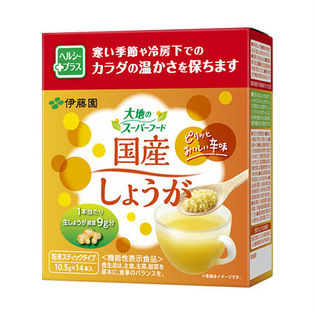 ヘルシー
プラス
寒い季節や冷房下での
カラダの温かさを保ちます
伊藤園
大地の
スーパーフード
国産
しょうが
ピリッと
おいしい辛味
1本当たり
生しょうが換算9g分
粉末スティックタイプ
10.5g×14本入
〈機能性表示食品〉
食生活は、主食、主菜、副菜を
基本に、食事のバランスを。
※写真はイメージです